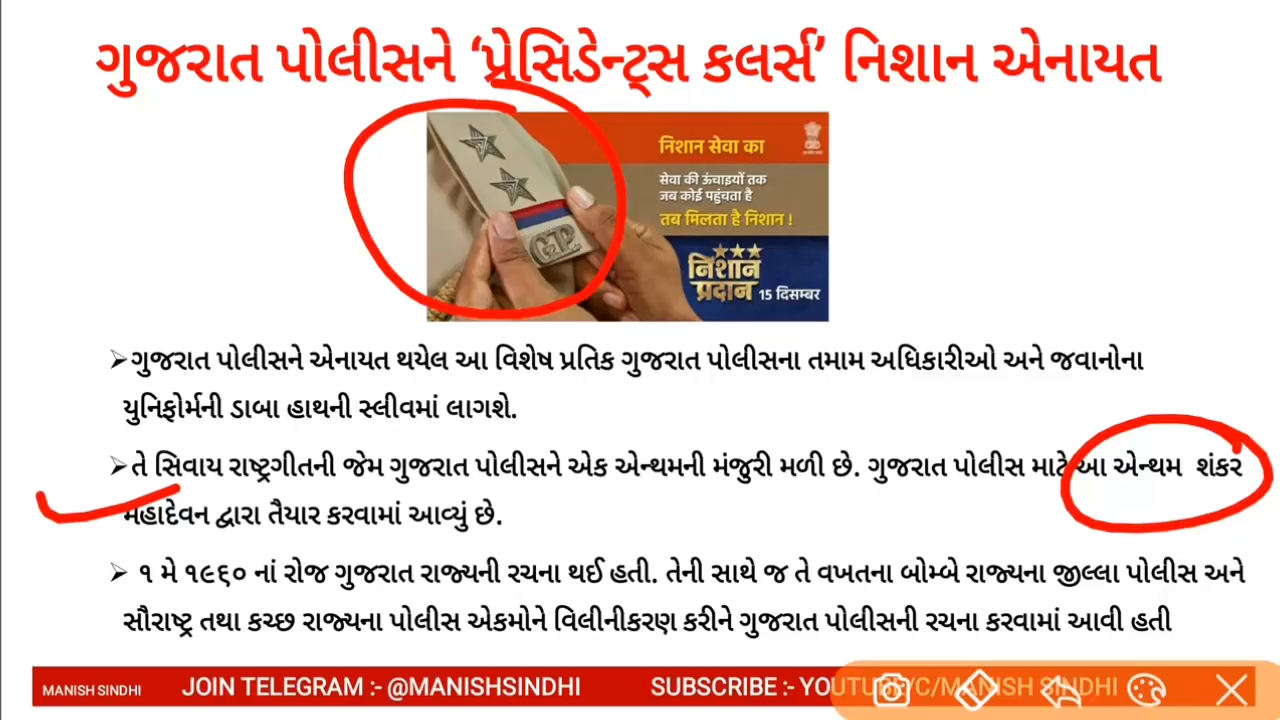 ગુજરાત પોલીસને ‘પ્રેસિડેન્ટ્સ કલર્સ’ નિશાન એનાયત
निशान सेवा का
सेवा की ऊंचाइयों तक
जब कोई पहुंचता है
तब मिलता है निशान !
GP
निशान
प्रदान 15 दिसम्बर
➢ગુજરાત પોલીસને એનાયત થયેલ આ વિશેષ પ્રતિક ગુજરાત પોલીસના તમામ અધિકારીઓ અને જવાનોના
યુનિફોર્મની ડાબા હાથની સ્લીવમાં લાગશે.
➢તે સિવાય રાષ્ટ્રગીતની જેમ ગુજરાત પોલીસને એક એન્થમની મંજુરી મળી છે. ગુજરાત પોલીસ માટે આ એન્થમ શંકર
મહાદેવન દ્વારા તૈયાર કરવામાં આવ્યું છે.
➢ ૧ મે ૧૯૬૦ નાં રોજ ગુજરાત રાજ્યની રચના થઈ હતી. તેની સાથે જ તે વખતના બોમ્બે રાજ્યના જીલ્લા પોલીસ અને
સૌરાષ્ટ્ર તથા કચ્છ રાજ્યના પોલીસ એકમોને વિલીનીકરણ કરીને ગુજરાત પોલીસની રચના કરવામાં આવી હતી
MANISH SINDHI JOIN TELEGRAM :- @MANISHSINDHI SUBSCRIBE :- YOUTUBE/C/MANISH SINDHI